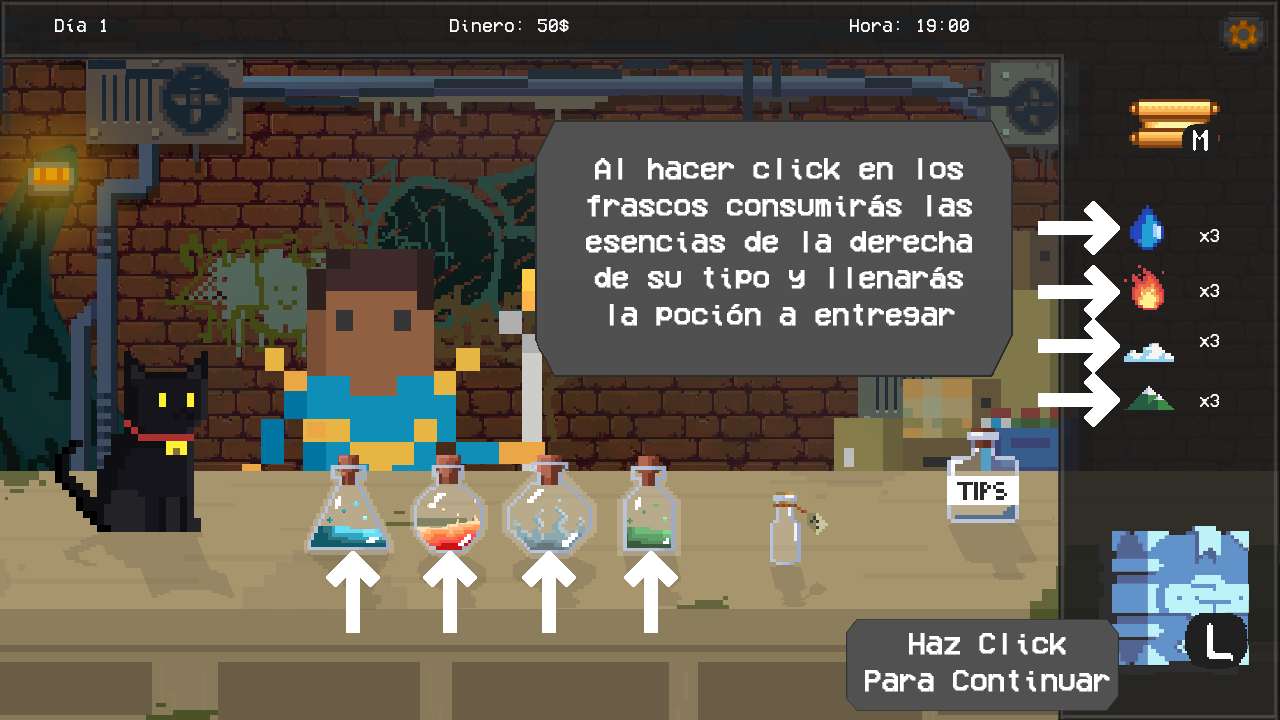 Día 1
Dinero: 50$
Hora: 19:00
M
Al hacer click en los
frascos consumirás las
esencias de la derecha
de su tipo y llenarás
la poción a entregar
x3
x3
x3
x3
TIPS
L
Haz Click
Para Continuar